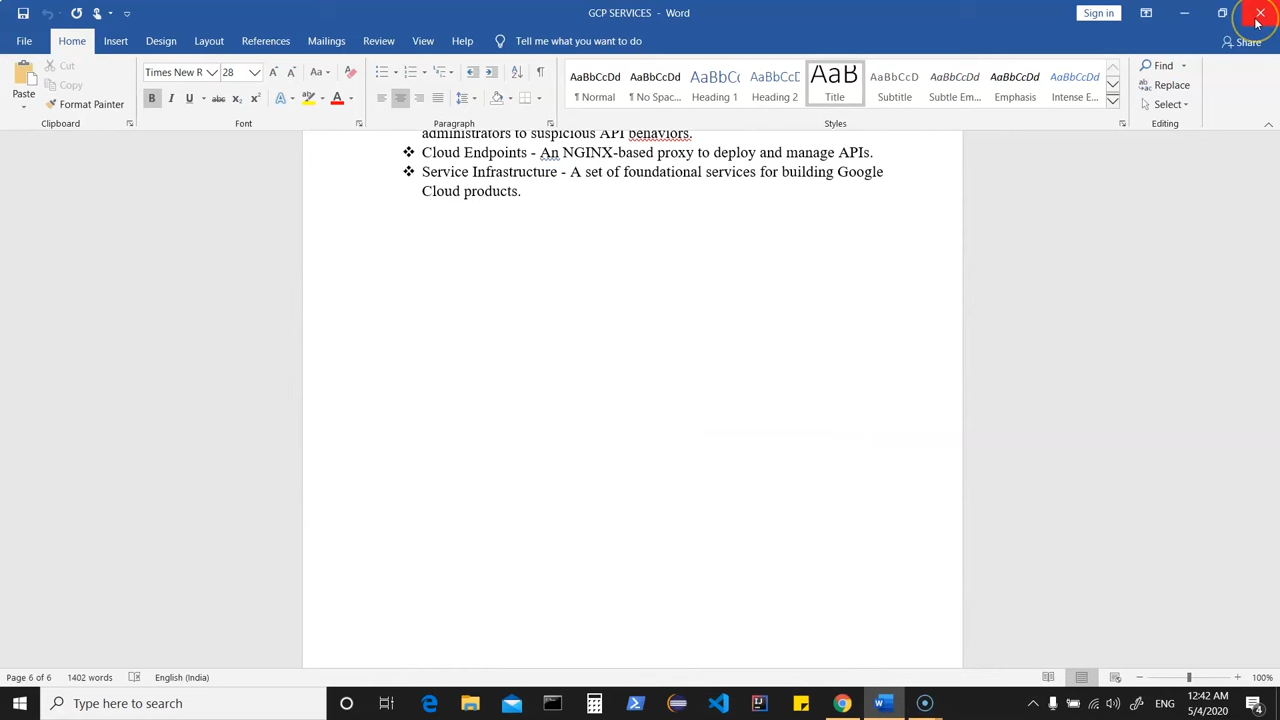 GCP SERVICES - Word
Sign in
File Home Insert Design Layout References Mailings Review View Help Tell me what you want to do
Share
Paste
Cut
Copy
Format Painter
Clipboard
Times New R 28
Font
Paragraph
AaBbCcDd AaBbCcDd AaBbCc AaBbCcD AaB AaBbCcD AaBbCcDd AaBbCcDd AaBbCcDd
¶ Normal ¶ No Spac... Heading 1 Heading 2 Title Subtitle Subtle Em... Emphasis Intense E...
Styles
Find
Replace
Select
Editing
administrators to suspicious API behaviors.
❖ Cloud Endpoints - An NGINX-based proxy to deploy and manage APIs.
❖ Service Infrastructure - A set of foundational services for building Google
Cloud products.
Page 6 of 6 1402 words English (India) 100%
Type here to search
ENG
12:42 AM
5/4/2020
4